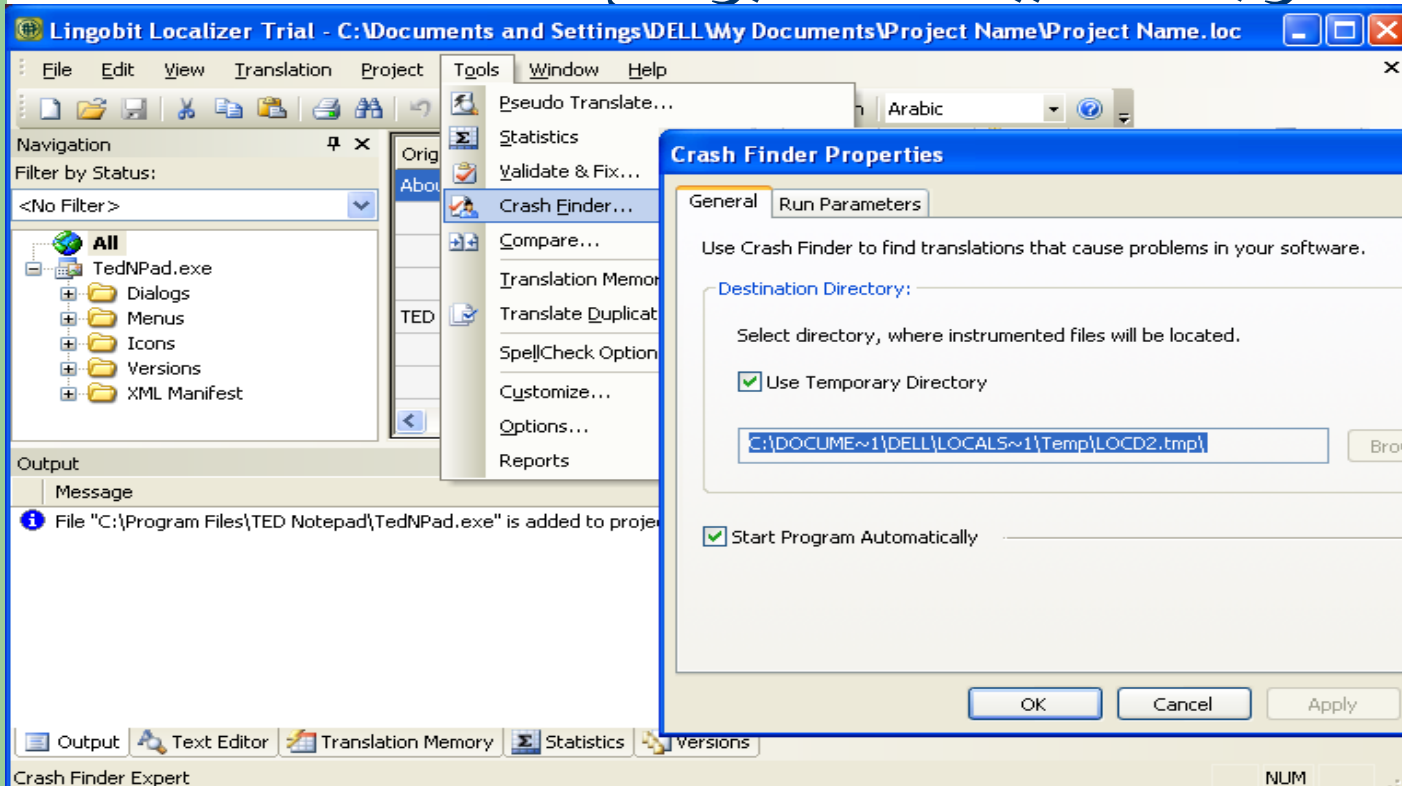 Lingobit Localizer Trial - C:\Documents and Settings\DELL\My Documents\Project Name\Project Name.loc
File Edit View Translation Project Tools Window Help
Arabic
Navigation
Filter by Status:
<No Filter>
All
TedNPad.exe
Dialogs
Menus
Icons
Versions
XML Manifest
Orig
Abou
TED
Pseudo Translate...
Statistics
Validate & Fix...
Crash Finder...
Compare...
Translation Memor
Translate Duplicat
SpellCheck Option
Customize...
Options...
Reports
Crash Finder Properties
General Run Parameters
Use Crash Finder to find translations that cause problems in your software.
Destination Directory:
Select directory, where instrumented files will be located.
Use Temporary Directory
C:\DOCUME~1\DELL\LOCALS~1\Temp\LOCD2.tmp\
Bro
Start Program Automatically
OK Cancel Apply
Output
Message
File "C:\Program Files\TED Notepad\TedNPad.exe" is added to proje
Output Text Editor Translation Memory Statistics Versions
Crash Finder Expert NUM